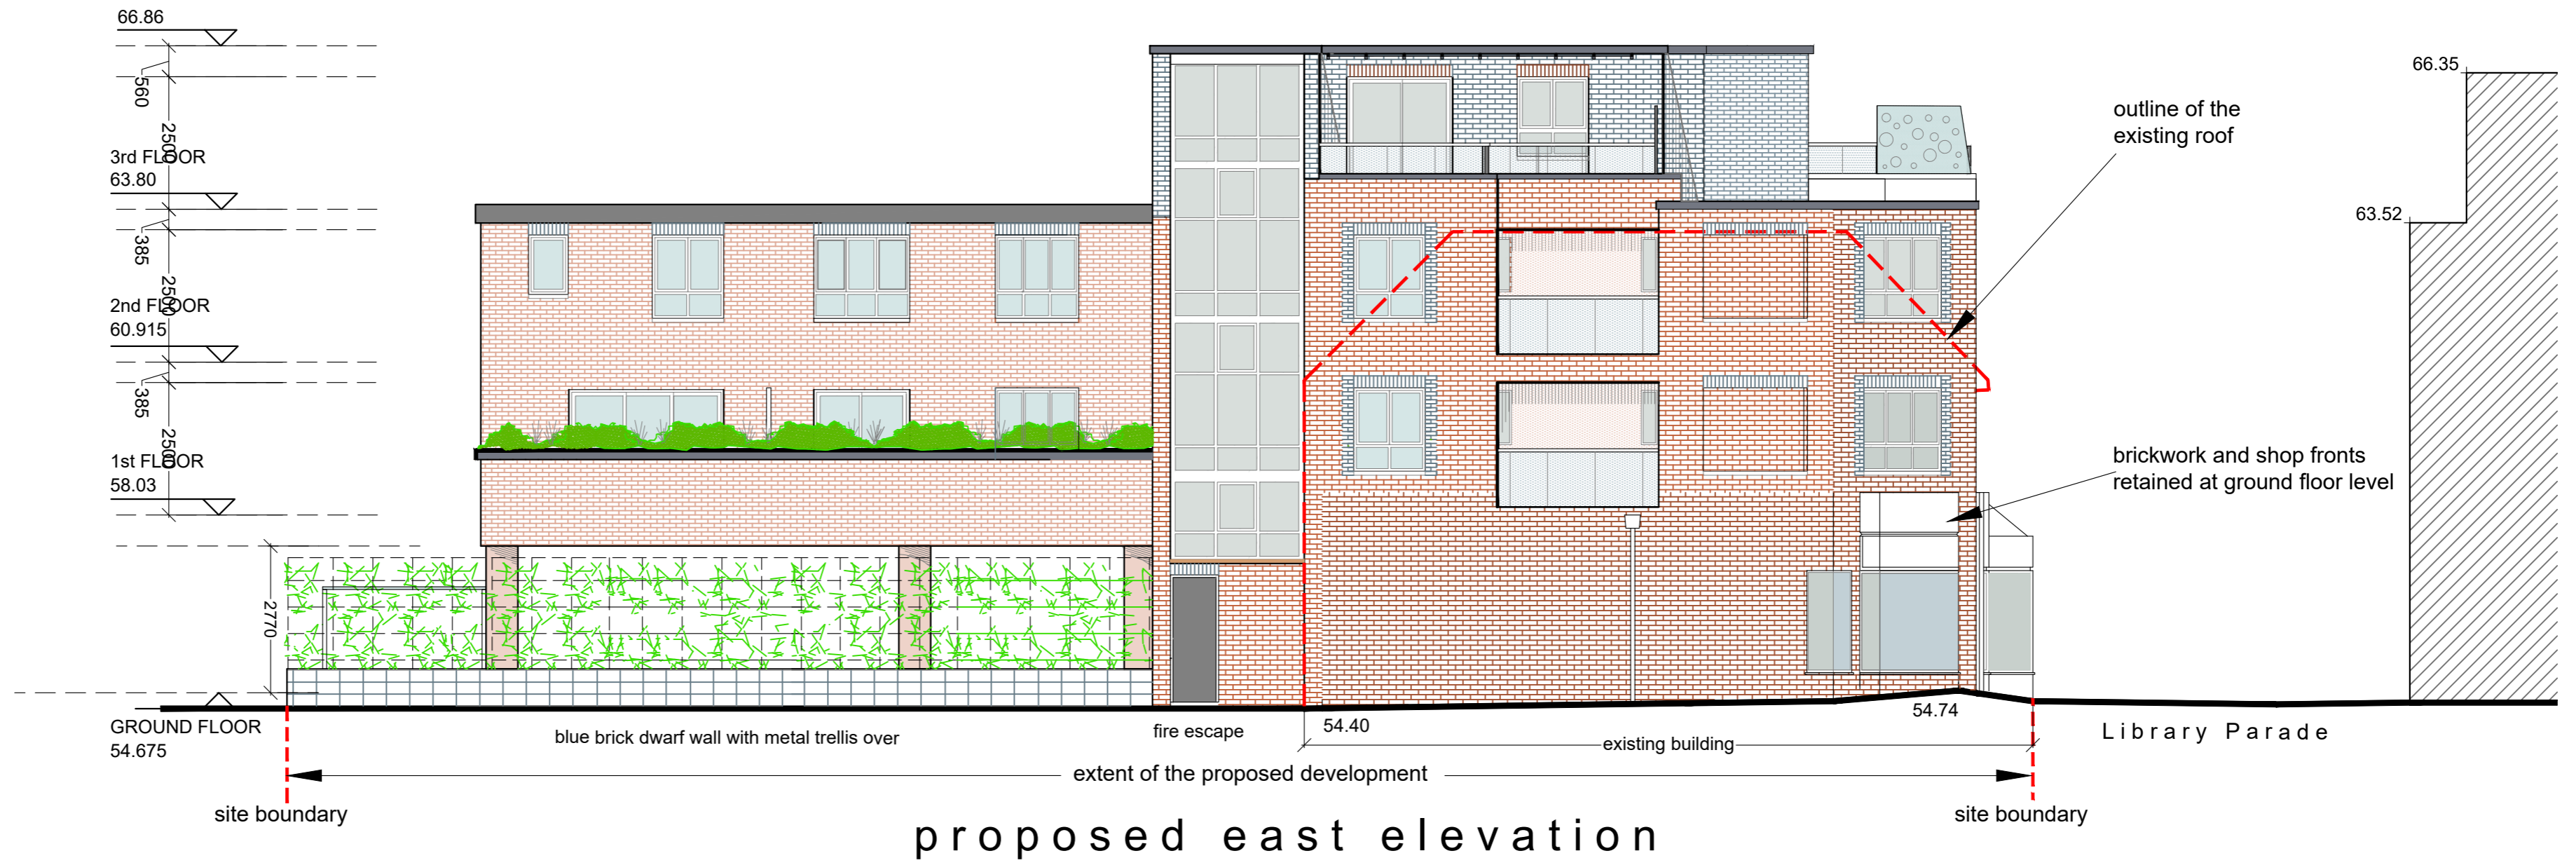 66.86
560
2500
3rd FLOOR
63.80
385
2500
2nd FLOOR
60.915
385
2500
1st FLOOR
58.03
2770
GROUND FLOOR
54.675
66.35
63.52
outline of the
existing roof
brickwork and shop fronts
retained at ground floor level
blue brick dwarf wall with metal trellis over
fire escape
54.40
54.74
existing building
Library Parade
extent of the proposed development
site boundary
site boundary
proposed east elevation